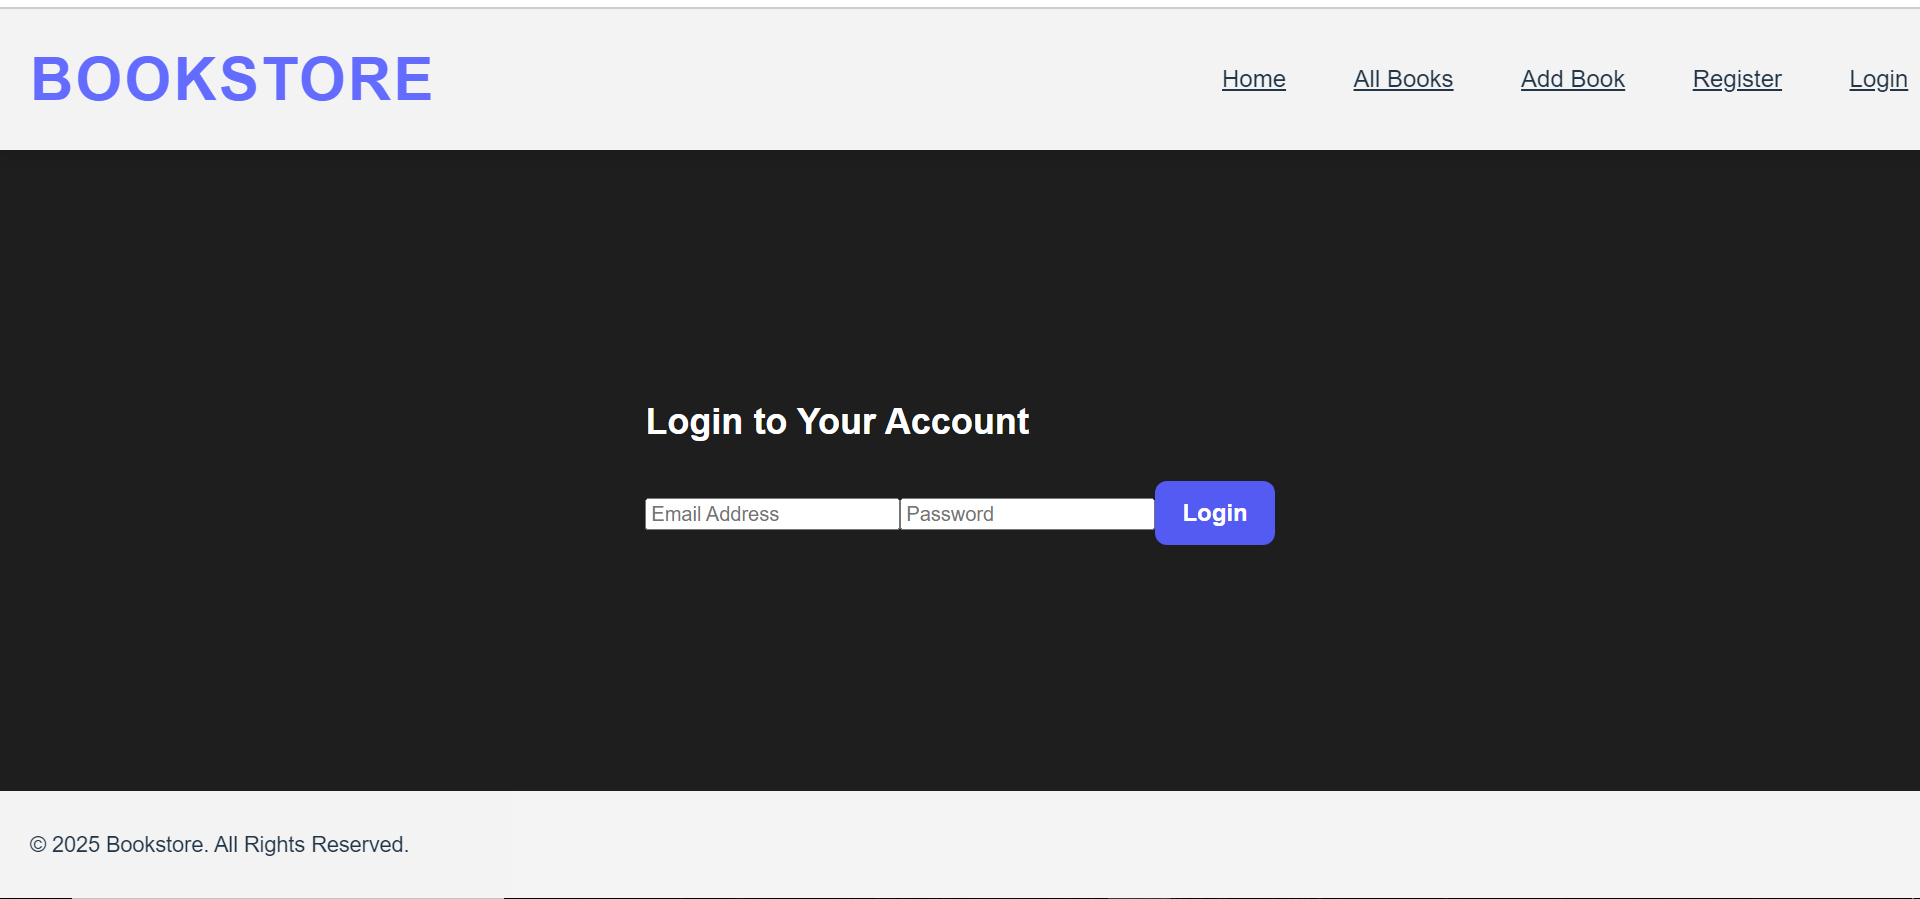 BOOKSTORE
Home All Books Add Book Register Login
Login to Your Account
Email Address Password Login
© 2025 Bookstore. All Rights Reserved.